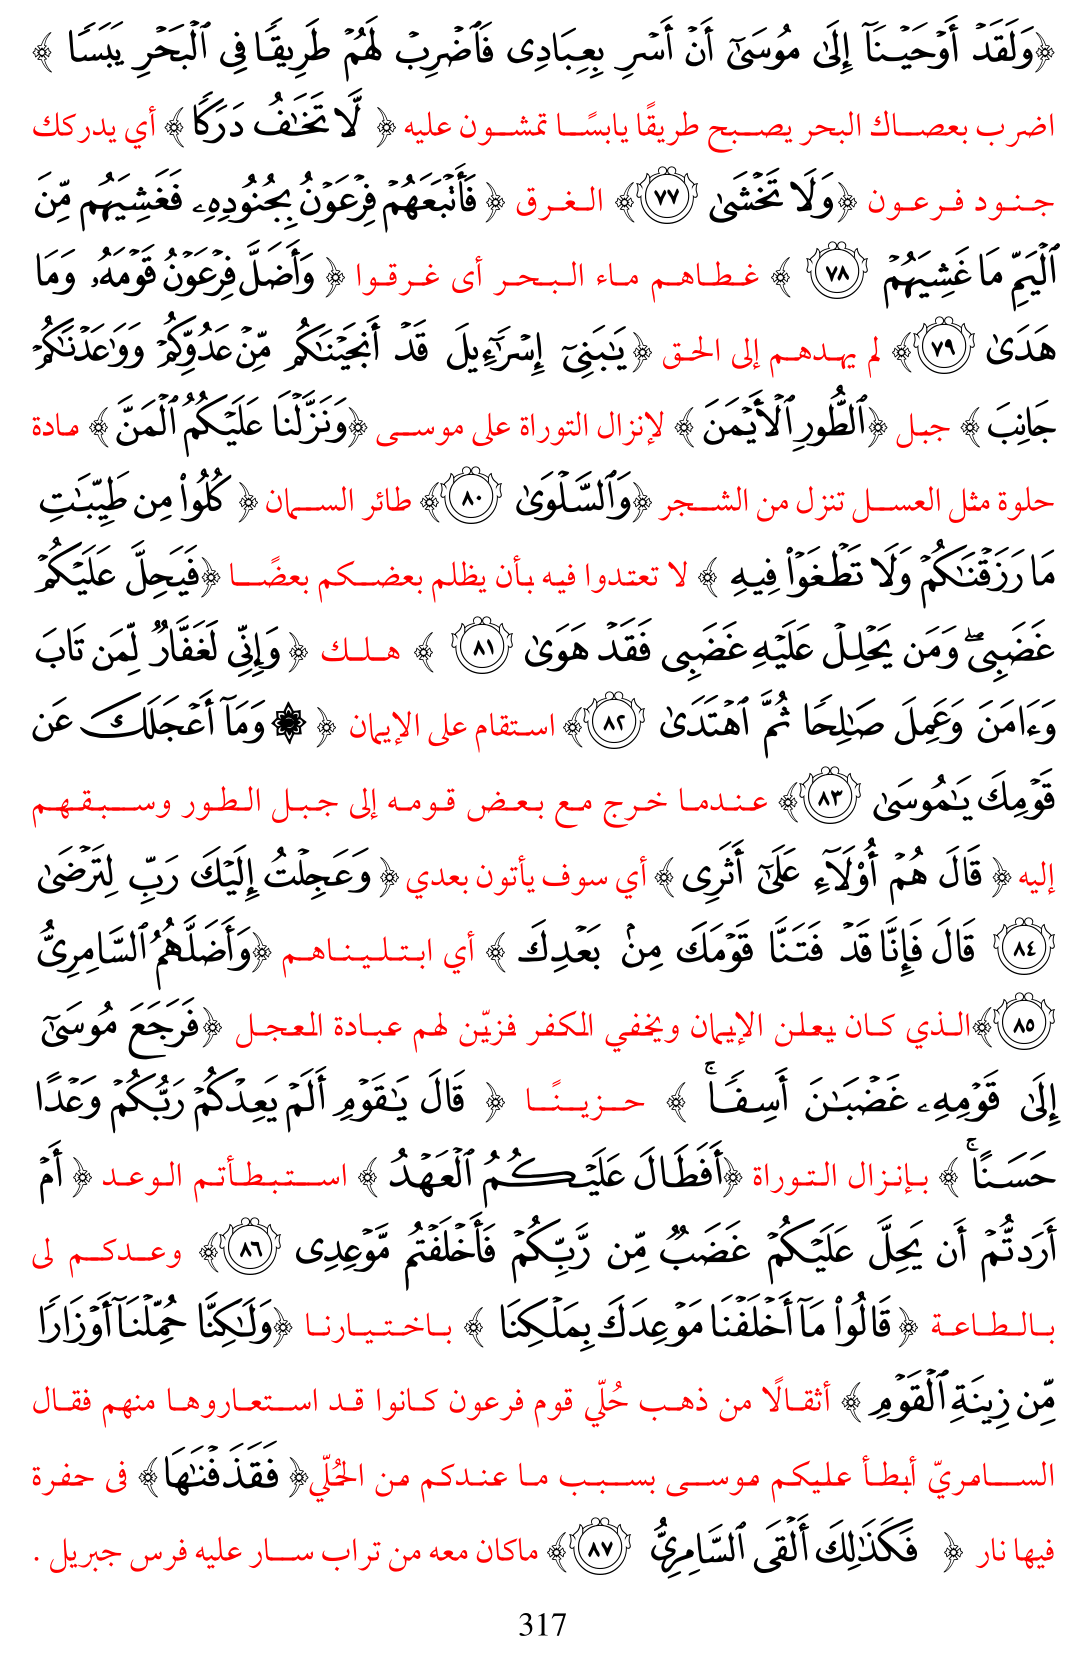 ﴿وَلَقَدۡ أَوۡحَيۡنَآ إِلَىٰ مُوسَىٰٓ أَنۡ أَسۡرِ بِعِبَادِي فَٱضۡرِبۡ لَهُمۡ طَرِيقٗا فِي ٱلۡبَحۡرِ يَبَسٗا ﴾
اضرب بعصاك البحر يصبح طريقًا يابسًا تمشون عليه ﴿ لَّا تَخَٰفُ دَرَكٗا﴾ أي يدركك
جنود فرعون ﴿وَلَا تَخۡشَىٰ ٧٧﴾ الغرق ﴿ فَأَتۡبَعَهُمۡ فِرۡعَوۡنُ بِجُنُودِهِۦ فَغَشِيَهُم مِّنَ
ٱلۡيَمِّ مَا غَشِيَهُمۡ ٧٨ ﴾ غطاهم ماء البحر أى غرقوا ﴿ وَأَضَلَّ فِرۡعَوۡنُ قَوۡمَهُۥ وَمَا
هَدَىٰ ٧٩﴾ لم يهدهم إلى الحق ﴿يَٰبَنِيٓ إِسۡرَٰٓءِيلَ قَدۡ أَنجَيۡنَٰكُم مِّنۡ عَدُوِّكُمۡ وَوَٰعَدۡنَٰكُمۡ
جَانِبَ ﴾ جبل ﴿ٱلطُّورِ ٱلۡأَيۡمَنَ ﴾ لإنزال التوراة على موسى ﴿وَنَزَّلۡنَا عَلَيۡكُمُ ٱلۡمَنَّ ﴾ مادة
حلوة مثل العسل تنزل من الشجر ﴿وَٱلسَّلۡوَىٰ ٨٠﴾ طائر السمان ﴿ كُلُواْ مِن طَيِّبَٰتِ
مَا رَزَقۡنَٰكُمۡ وَلَا تَطۡغَوۡاْ فِيهِ ﴾ لا تعتدوا فيه بأن يظلم بعضكم بعضًا ﴿فَيَحِلَّ عَلَيۡكُمۡ
غَضَبِيۖ وَمَن يَحۡلِلۡ عَلَيۡهِ غَضَبِي فَقَدۡ هَوَىٰ ٨١ ﴾ هلك ﴿ وَإِنِّي لَغَفَّارٞ لِّمَن تَابَ
وَءَامَنَ وَعَمِلَ صَٰلِحٗا ثُمَّ ٱهۡتَدَىٰ ٨٢﴾ استقام على الإيمان ﴿ ۞ وَمَآ أَعۡجَلَكَ عَن
قَوۡمِكَ يَٰمُوسَىٰ ٨٣﴾ عندما خرج مع بعض قومه إلى جبل الطور وسبقهم
إليه ﴿ قَالَ هُمۡ أُوْلَآءِ عَلَىٰٓ أَثَرِي ﴾ أي سوف يأتون بعدي ﴿ وَعَجِلۡتُ إِلَيۡكَ رَبِّ لِتَرۡضَىٰ
٨٤ قَالَ فَإِنَّا قَدۡ فَتَنَّا قَوۡمَكَ مِنۢ بَعۡدِكَ ﴾ أي ابتليناهم ﴿وَأَضَلَّهُمُ ٱلسَّامِرِيُّ
٨٥﴾الذي كان يعلن الإيمان ويخفي الكفر فزيّن لهم عبادة العجل ﴿فَرَجَعَ مُوسَىٰٓ
إِلَىٰ قَوۡمِهِۦ غَضۡبَٰنَ أَسِفٗاۚ ﴾ حزينًا ﴿ قَالَ يَٰقَوۡمِ أَلَمۡ يَعِدۡكُمۡ رَبُّكُمۡ وَعۡدًا
حَسَنًاۚ ﴾ بإنزال التوراة ﴿أَفَطَالَ عَلَيۡكُمُ ٱلۡعَهۡدُ ﴾ استبطأتم الوعد ﴿ أَمۡ
أَرَدتُّمۡ أَن يَحِلَّ عَلَيۡكُمۡ غَضَبٞ مِّن رَّبِّكُمۡ فَأَخۡلَفۡتُم مَّوۡعِدِي ٨٦﴾ وعدكم لى
بالطاعة ﴿ قَالُواْ مَآ أَخۡلَفۡنَا مَوۡعِدَكَ بِمَلۡكِنَا ﴾ باختيارنا ﴿وَلَٰكِنَّا حُمِّلۡنَآ أَوۡزَارٗا
مِّن زِينَةِ ٱلۡقَوۡمِ ﴾ أثقالًا من ذهب حُلّي قوم فرعون كانوا قد استعاروها منهم فقال
السامريّ أبطأ عليكم موسى بسبب ما عندكم من الحُلّي﴿ فَقَذَفۡنَٰهَا﴾ فى حفرة
فيها نار ﴿ فَكَذَٰلِكَ أَلۡقَى ٱلسَّامِرِيُّ ٨٧﴾ ماكان معه من تراب سار عليه فرس جبريل .
317